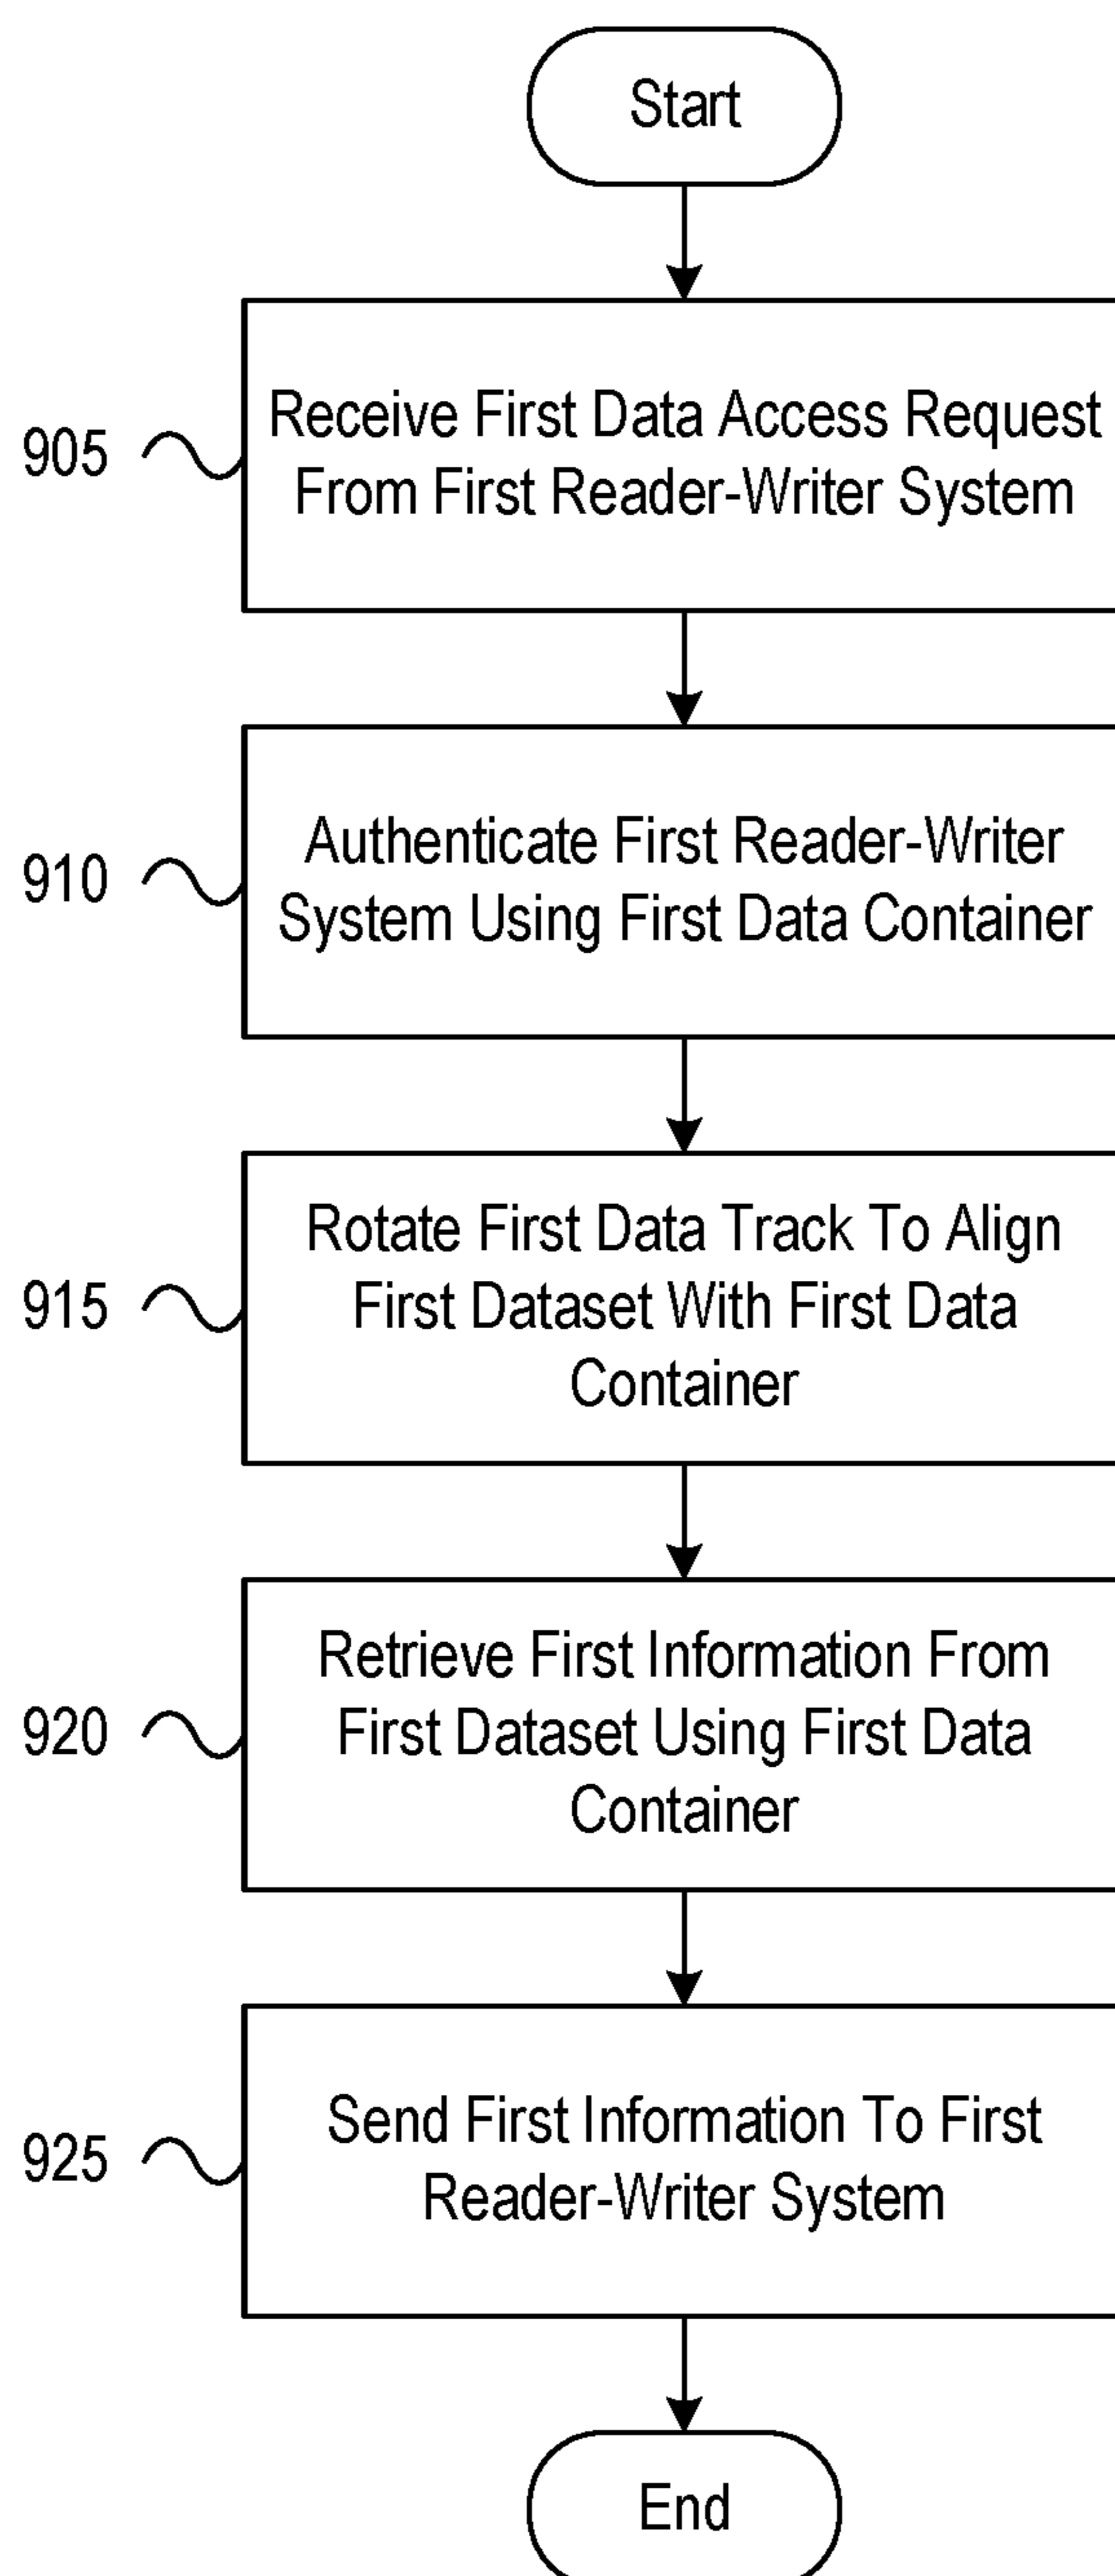 Start
905
Receive First Data Access Request
From First Reader-Writer System
910
Authenticate First Reader-Writer
System Using First Data Container
915
Rotate First Data Track To Align
First Dataset With First Data
Container
920
Retrieve First Information From
First Dataset Using First Data
Container
925
Send First Information To First
Reader-Writer System
End